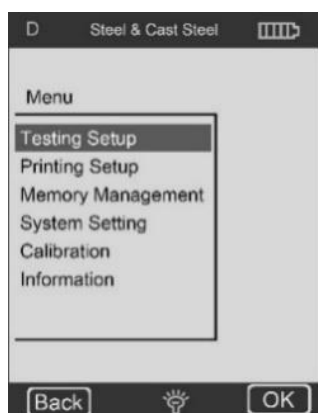 D Steel & Cast Steel
Menu
Testing Setup
Printing Setup
Memory Management
System Setting
Calibration
Information
Back OK